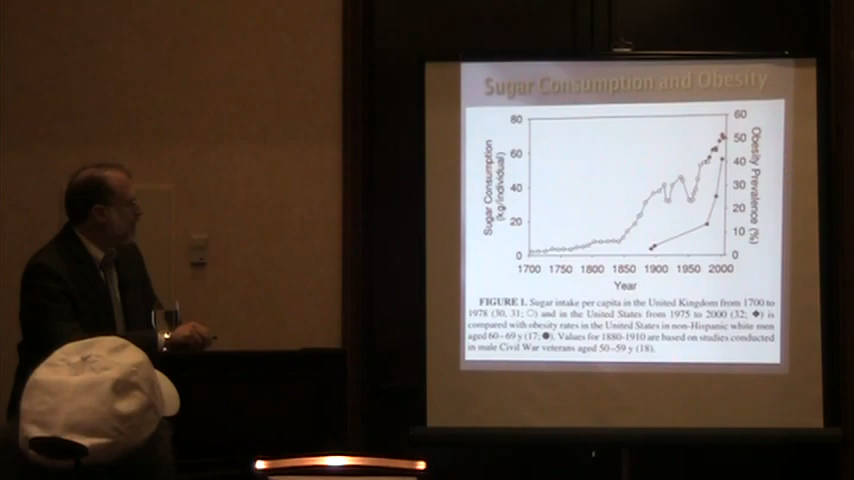 Sugar Consumption and Obesity
80
60
40
20
0
Sugar Consumption
(kg/individual)
60
50
40
30
20
10
0
Obesity Prevalence (%)
1700 1750 1800 1850 1900 1950 2000
Year
FIGURE 1. Sugar intake per capita in the United Kingdom from 1700 to
1978 (30, 31; ○) and in the United States from 1975 to 2000 (32; ◆) is
compared with obesity rates in the United States in non-Hispanic white men
aged 60–69 y (17; ●). Values for 1880-1910 are based on studies conducted
in male Civil War veterans aged 50–59 y (18).